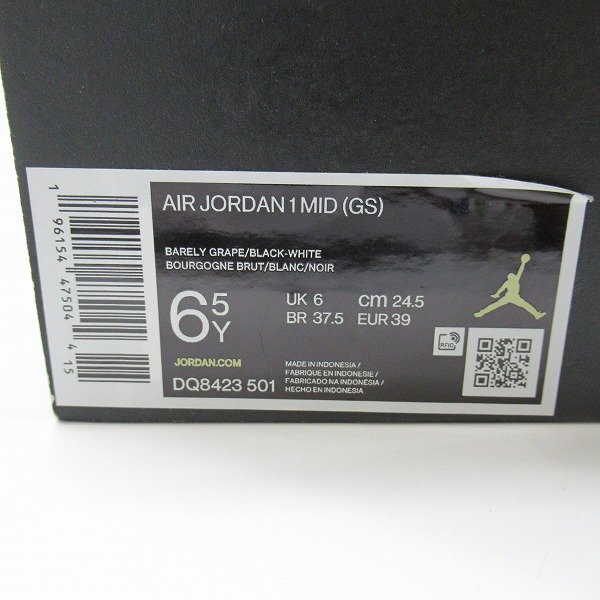 AIR JORDAN 1 MID (GS)
BARELY GRAPE/BLACK-WHITE
BOURGOGNE BRUT/BLANC/NOIR
6 5Y
UK 6 CM 24.5
BR 37.5 EUR 39
JORDAN.COM
DQ8423 501
MADE IN INDONESIA/
FABRIQUE EN INDONESIE/
FABRICADO NA INDONÉSIA/
HECHO EN INDONESIA
RFID
1 96154 47504 4 15